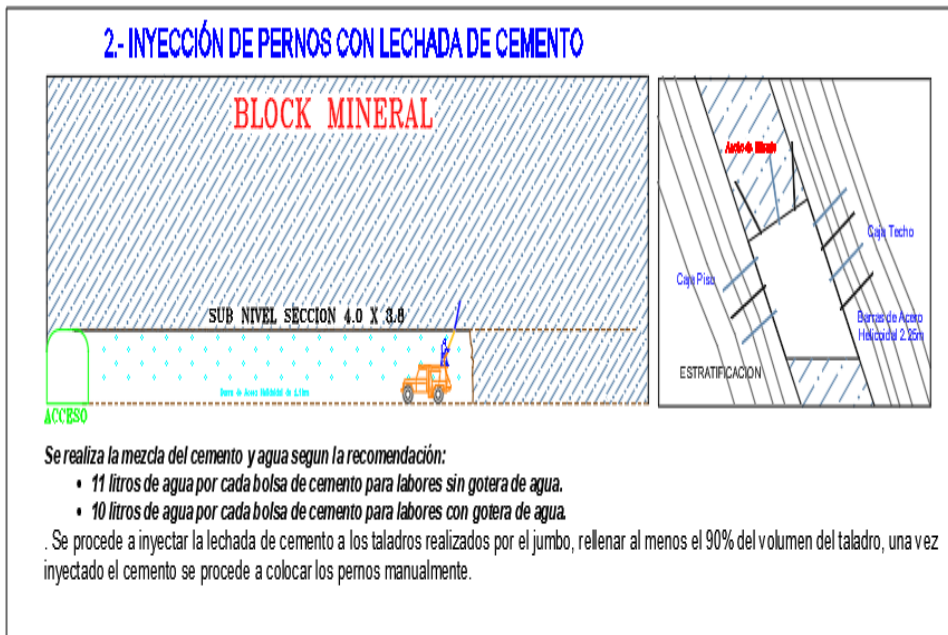 2.- INYECCIÓN DE PERNOS CON LECHADA DE CEMENTO
BLOCK MINERAL
SUB NIVEL SECCION 4.0 X 3.8
ACCESO
Caja Techo
Caja Piso
Barras de Acero
Helicoidal 2.25m
ESTRATIFICACION
Se realiza la mezcla del cemento y agua segun la recomendación:
• 11 litros de agua por cada bolsa de cemento para labores sin gotera de agua.
• 10 litros de agua por cada bolsa de cemento para labores con gotera de agua.
. Se procede a inyectar la lechada de cemento a los taladros realizados por el jumbo, rellenar al menos el 90% del volumen del taladro, una vez
inyectado el cemento se procede a colocar los pernos manualmente.